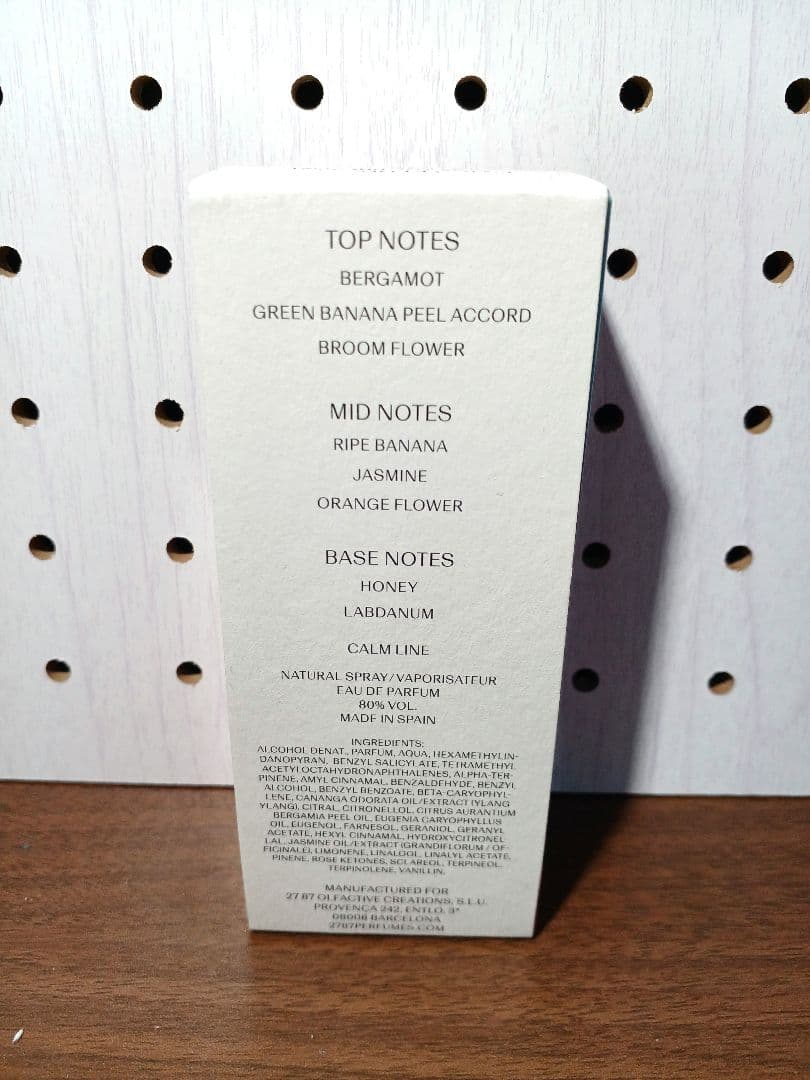 TOP NOTES
BERGAMOT
GREEN BANANA PEEL ACCORD
BROOM FLOWER
MID NOTES
RIPE BANANA
JASMINE
ORANGE FLOWER
BASE NOTES
HONEY
LABDANUM
CALM LINE
NATURAL SPRAY/VAPORISATEUR
EAU DE PARFUM
80% VOL.
MADE IN SPAIN
INGREDIENTS:
ALCOHOL DENAT., PARFUM, AQUA, HEXAMETHYLIN-
DANOPYRAN, BENZYL SALICYLATE, TETRAMETHYL
ACETYLOCTAHYDRONAPHTHALENES, ALPHA-TER-
PINENE, AMYL CINNAMAL, BENZALDEHYDE, BENZYL
ALCOHOL, BENZYL BENZOATE, BETA-CARYOPHYL-
LENE, CANANGA ODORATA OIL/EXTRACT (YLANG
YLANG), CITRAL, CITRONELLOL, CITRUS AURANTIUM
BERGAMIA PEEL OIL, EUGENIA CARYOPHYLLUS
OIL, EUGENOL, FARNESOL, GERANIOL, GERANYL
ACETATE, HEXYL CINNAMAL, HYDROXYCITRONEL
LAL, JASMINE OIL/EXTRACT (GRANDIFLORUM / OF-
FICINALE), LIMONENE, LINALOOL, LINALYL ACETATE,
PINENE, ROSE KETONES, SCLAREOL, TERPINEOL,
TERPINOLENE, VANILLIN.
MANUFACTURED FOR
27 87 OLFACTIVE CREATIONS, S.L.U.
PROVENÇA 242, ENTLO. 3ª
08008 BARCELONA
2787PERFUMES.COM